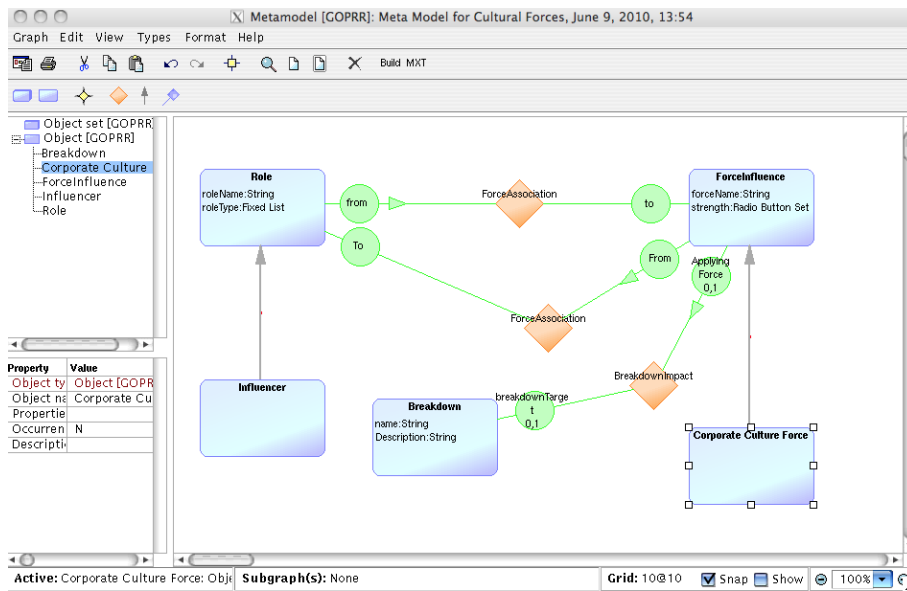 Metamodel [GOPRR]: Meta Model for Cultural Forces, June 9, 2010, 13:54
Graph Edit View Types Format Help
Build MXT
Object set [GOPRR]
Object [GOPRR]
Breakdown
Corporate Culture
ForceInfluence
Influencer
Role
Property Value
Object ty Object [GOPR
Object na Corporate Cu
Propertie
Occurren N
Descripti
Role
roleName:String
roleType:Fixed List
from
ForceAssociation
to
ForceInfluence
forceName:String
strength:Radio Button Set
To
From
Applying
Force
0,1
ForceAssociation
BreakdownImpact
Influencer
Breakdown
name:String
Description:String
breakdownTarge
t
0,1
Corporate Culture Force
Active: Corporate Culture Force: Obje
Subgraph(s): None
Grid: 10@10
Snap
Show
100%